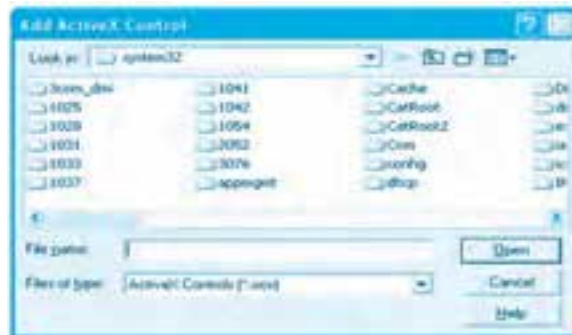 Add ActiveX Control
Look in: system32
3com_dmi 1041 Cache
1025 1042 CatRoot
1028 1054 CatRoot2
1031 2052 Com
1033 3076 config
1037 appmgmt dhcp
File name:
Open
Files of type: ActiveX Controls (*.ocx)
Cancel
Help